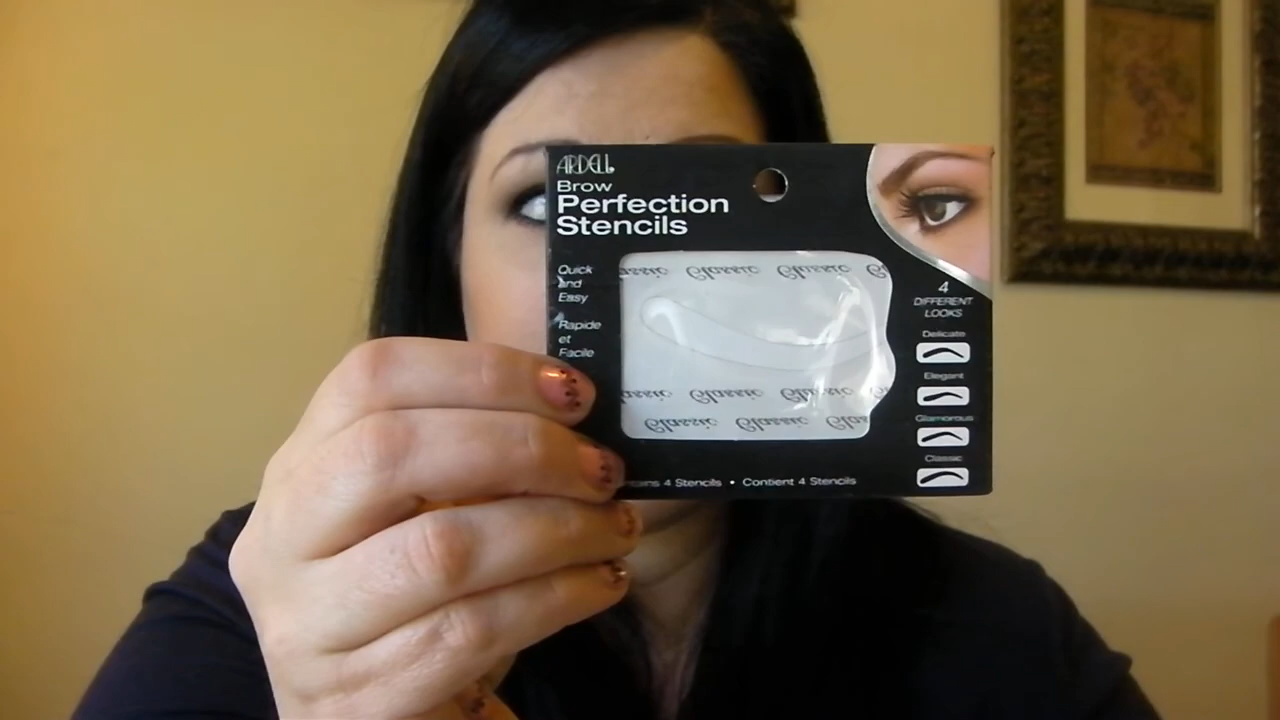 ARDELL
Brow
Perfection
Stencils
Quick
and
Easy
Rapide
et
Facile
Classic Classic
Classic Classic
Classic Classic
4
DIFFERENT
LOOKS
Delicate
Elegant
Glamorous
Classic
4 Stencils • Contient 4 Stencils